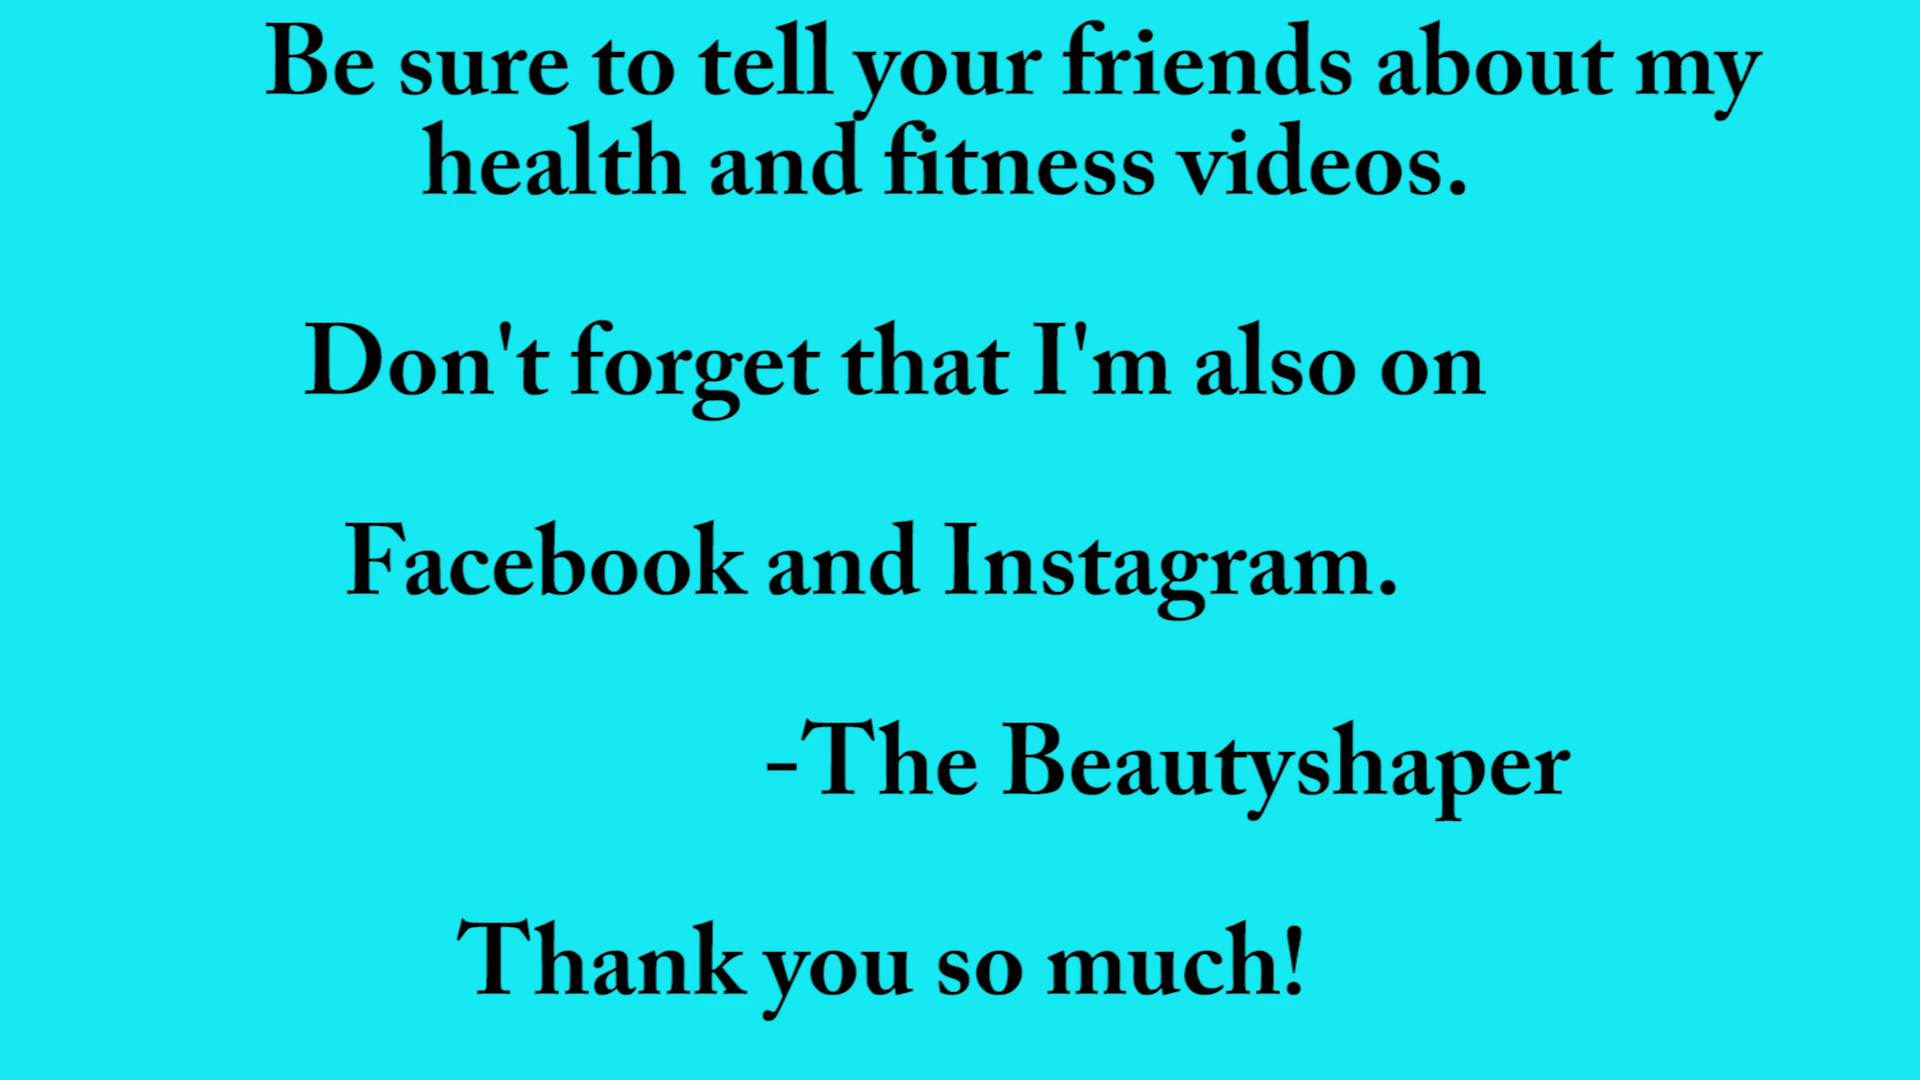 Be sure to tell your friends about my
health and fitness videos.
Don't forget that I'm also on
Facebook and Instagram.
-The Beautyshaper
Thank you so much!